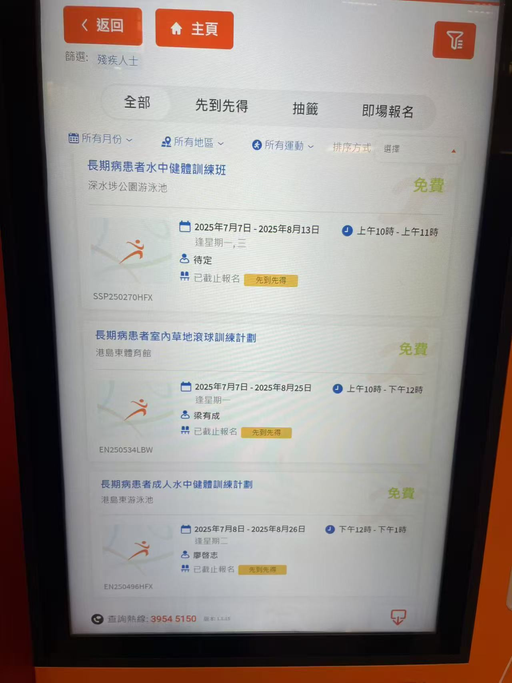 返回
主頁
篩選: 殘疾人士
全部 先到先得 抽籤 即場報名
所有月份 所有地區 所有運動 排序方式 選擇
長期病患者水中健體訓練班
深水埗公園游泳池
免費
2025年7月7日 - 2025年8月13日 上午10時 - 上午11時
逢星期一, 三
待定
已截止報名 先到先得
SSP250270HFX
長期病患者室內草地滾球訓練計劃
港島東體育館
免費
2025年7月7日 - 2025年8月25日 上午10時 - 下午12時
逢星期一
梁有成
已截止報名 先到先得
EN250534LBW
長期病患者成人水中健體訓練計劃
港島東游泳池
免費
2025年7月8日 - 2025年8月26日 下午12時 - 下午1時
逢星期二
廖啓志
已截止報名 先到先得
EN250496HFX
查詢熱線: 3954 5150